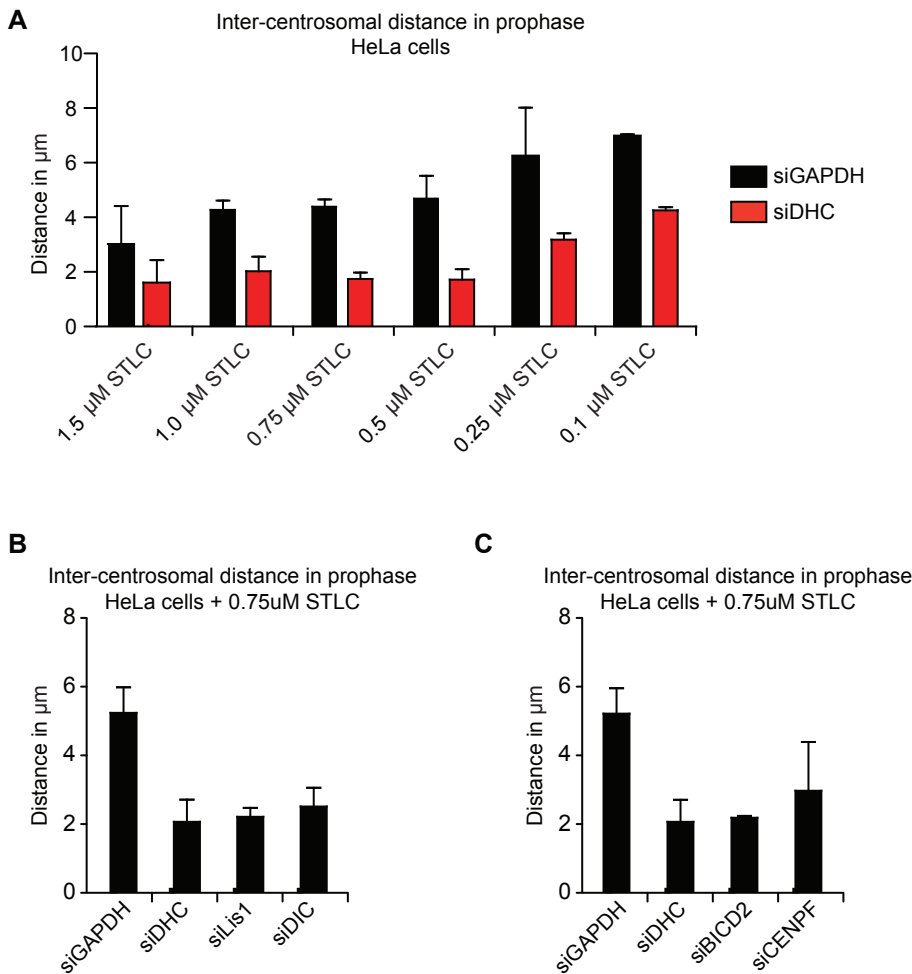 A
Inter-centrosomal distance in prophase
HeLa cells
Distance in µm
10
8
6
4
2
0
siGAPDH
siDHC
1.5 µM STLC
1.0 µM STLC
0.75 µM STLC
0.5 µM STLC
0.25 µM STLC
0.1 µM STLC
B
Inter-centrosomal distance in prophase
HeLa cells + 0.75uM STLC
Distance in µm
8
6
4
2
0
siGAPDH
siDHC
siLis1
siDIC
C
Inter-centrosomal distance in prophase
HeLa cells + 0.75uM STLC
Distance in µm
8
6
4
2
0
siGAPDH
siDHC
siBICD2
siCENPF